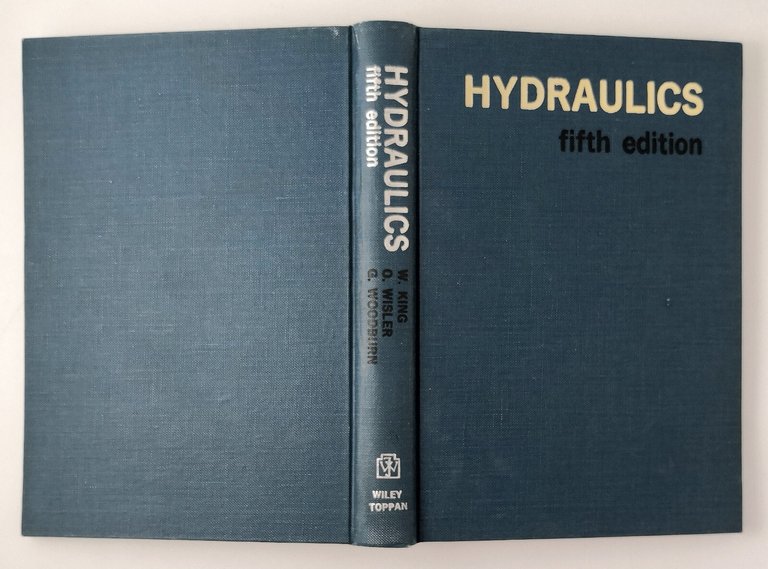 HYDRAULICS
fifth edition
W. KING
O. WISLER
G. WOODBURN
WILEY
TOPPAN
HYDRAULICS
fifth edition